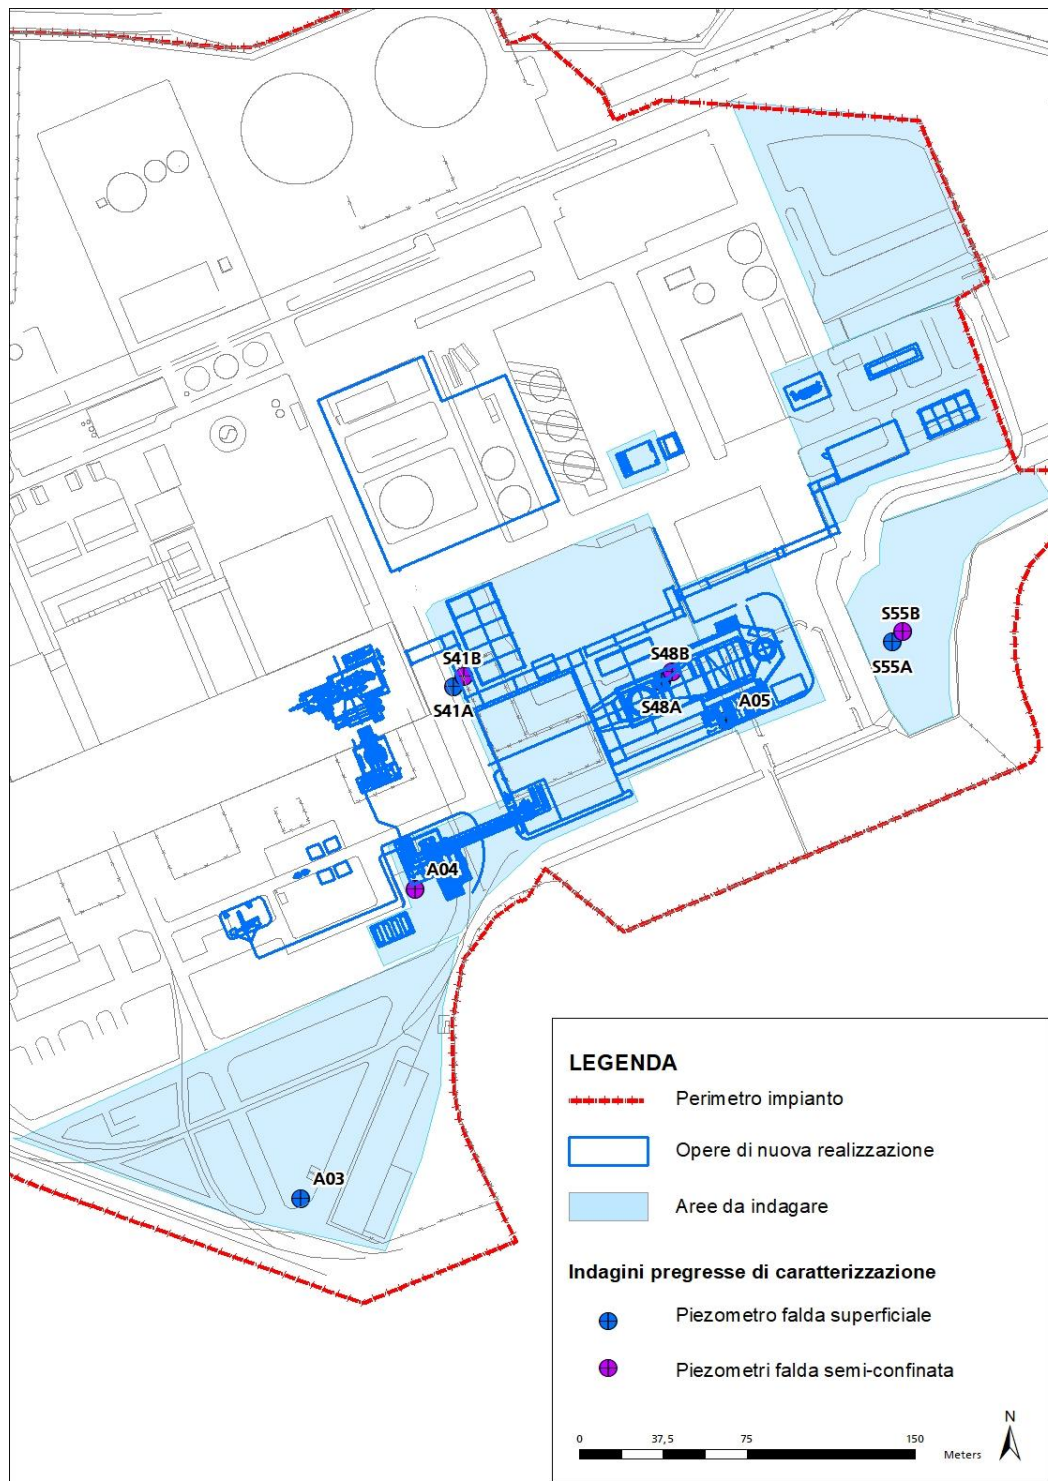 S55B
S55A
S41B
S41A
S48B
S48A
A05
A04
A03
LEGENDA
Perimetro impianto
Opere di nuova realizzazione
Aree da indagare
Indagini pregresse di caratterizzazione
Piezometro falda superficiale
Piezometri falda semi-confinata
N
0 37,5 75 150
Meters